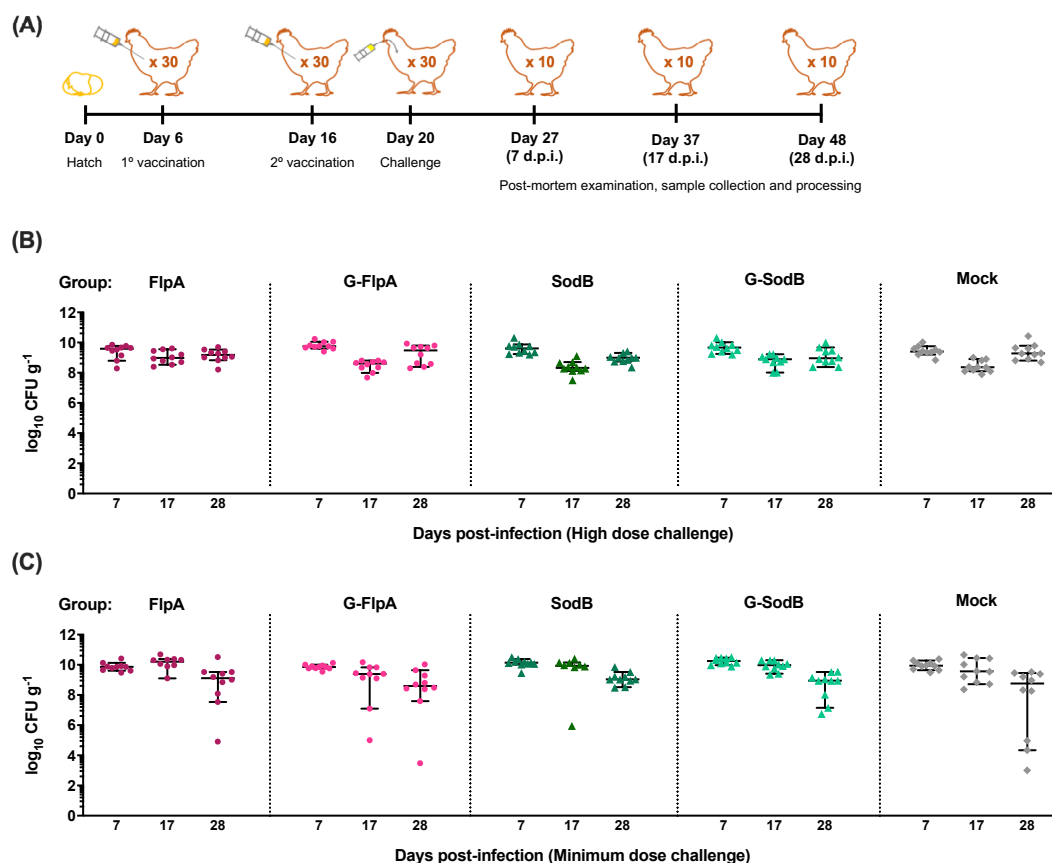 (A)
x 30
x 30
x 30
x 10
x 10
x 10
Day 0
Day 6
Day 16
Day 20
Day 27
Day 37
Day 48
(7 d.p.i.)
(17 d.p.i.)
(28 d.p.i.)
Hatch
1º vaccination
2º vaccination
Challenge
Post-mortem examination, sample collection and processing
(B)
Group: FlpA G-FlpA SodB G-SodB Mock
12
10
8
6
4
2
0
log10 CFU g-1
7 17 28 7 17 28 7 17 28 7 17 28 7 17 28
Days post-infection (High dose challenge)
(C)
Group: FlpA G-FlpA SodB G-SodB Mock
12
10
8
6
4
2
0
log10 CFU g-1
7 17 28 7 17 28 7 17 28 7 17 28 7 17 28
Days post-infection (Minimum dose challenge)